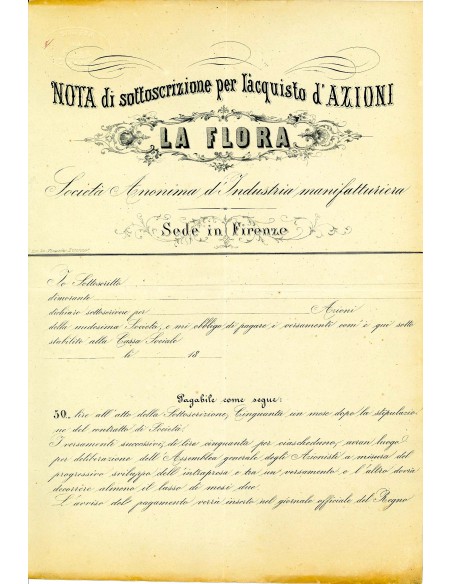 NOTA di sottoscrizione per l'acquisto d'AZIONI
LA FLORA
Società Anonima di Industria manifatturiera
Sede in Firenze
Io Sottoscritto
dimorante
dichiaro sottoscrivere per Azioni
della medesima Società, e mi obbligo di pagare i versamenti com'è qui sotto
stabilito alla Cassa Sociale
lì 18
Pagabile come segue:
50_ lire all'atto della Sottoscrizione, Cinquanta un mese dopo la stipulazio
ne del contratto di Società.
I versamenti successivi, di lire cinquanta per ciascheduno, avran luogo
per deliberazione dell'Assemblea generale degli Azionisti a misura del
progressivo sviluppo dell'intrapresa e tra un versamento e l'altro dovrà
decorrere almeno il lasso di mesi due.
L'avviso del pagamento, verrà inserto nel giornale officiale del Regno